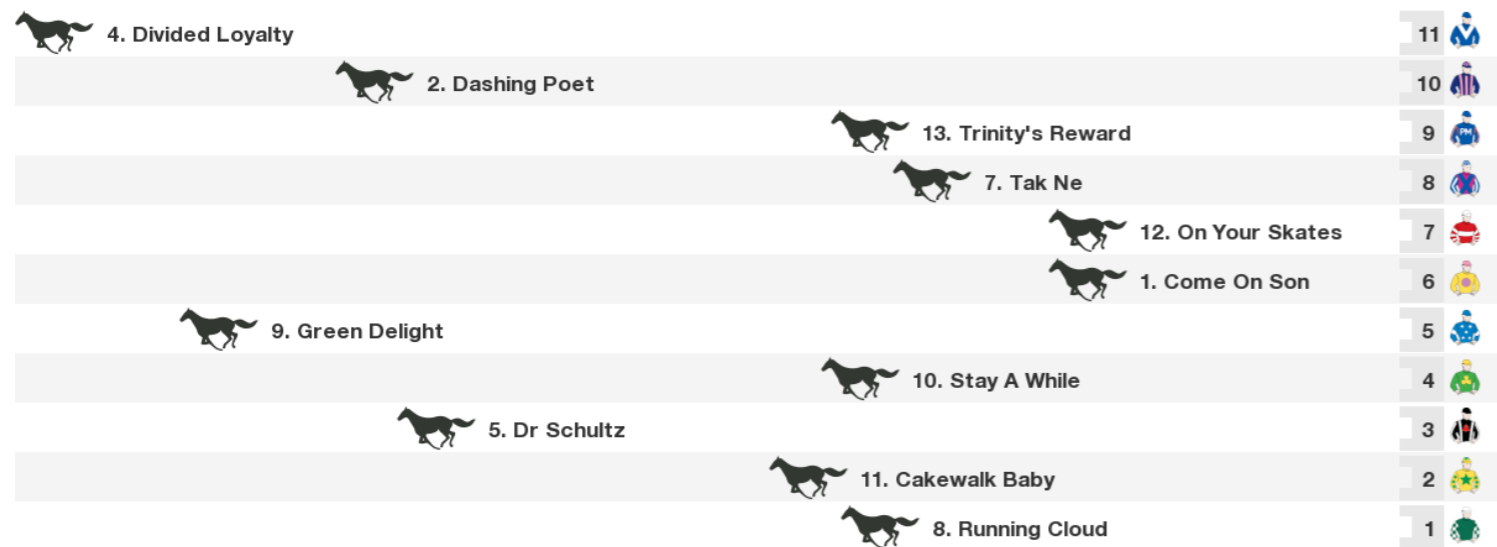 4. Divided Loyalty 11
2. Dashing Poet 10
13. Trinity's Reward 9 PM
7. Tak Ne 8
12. On Your Skates 7
1. Come On Son 6
9. Green Delight 5
10. Stay A While 4
5. Dr Schultz 3
11. Cakewalk Baby 2
8. Running Cloud 1